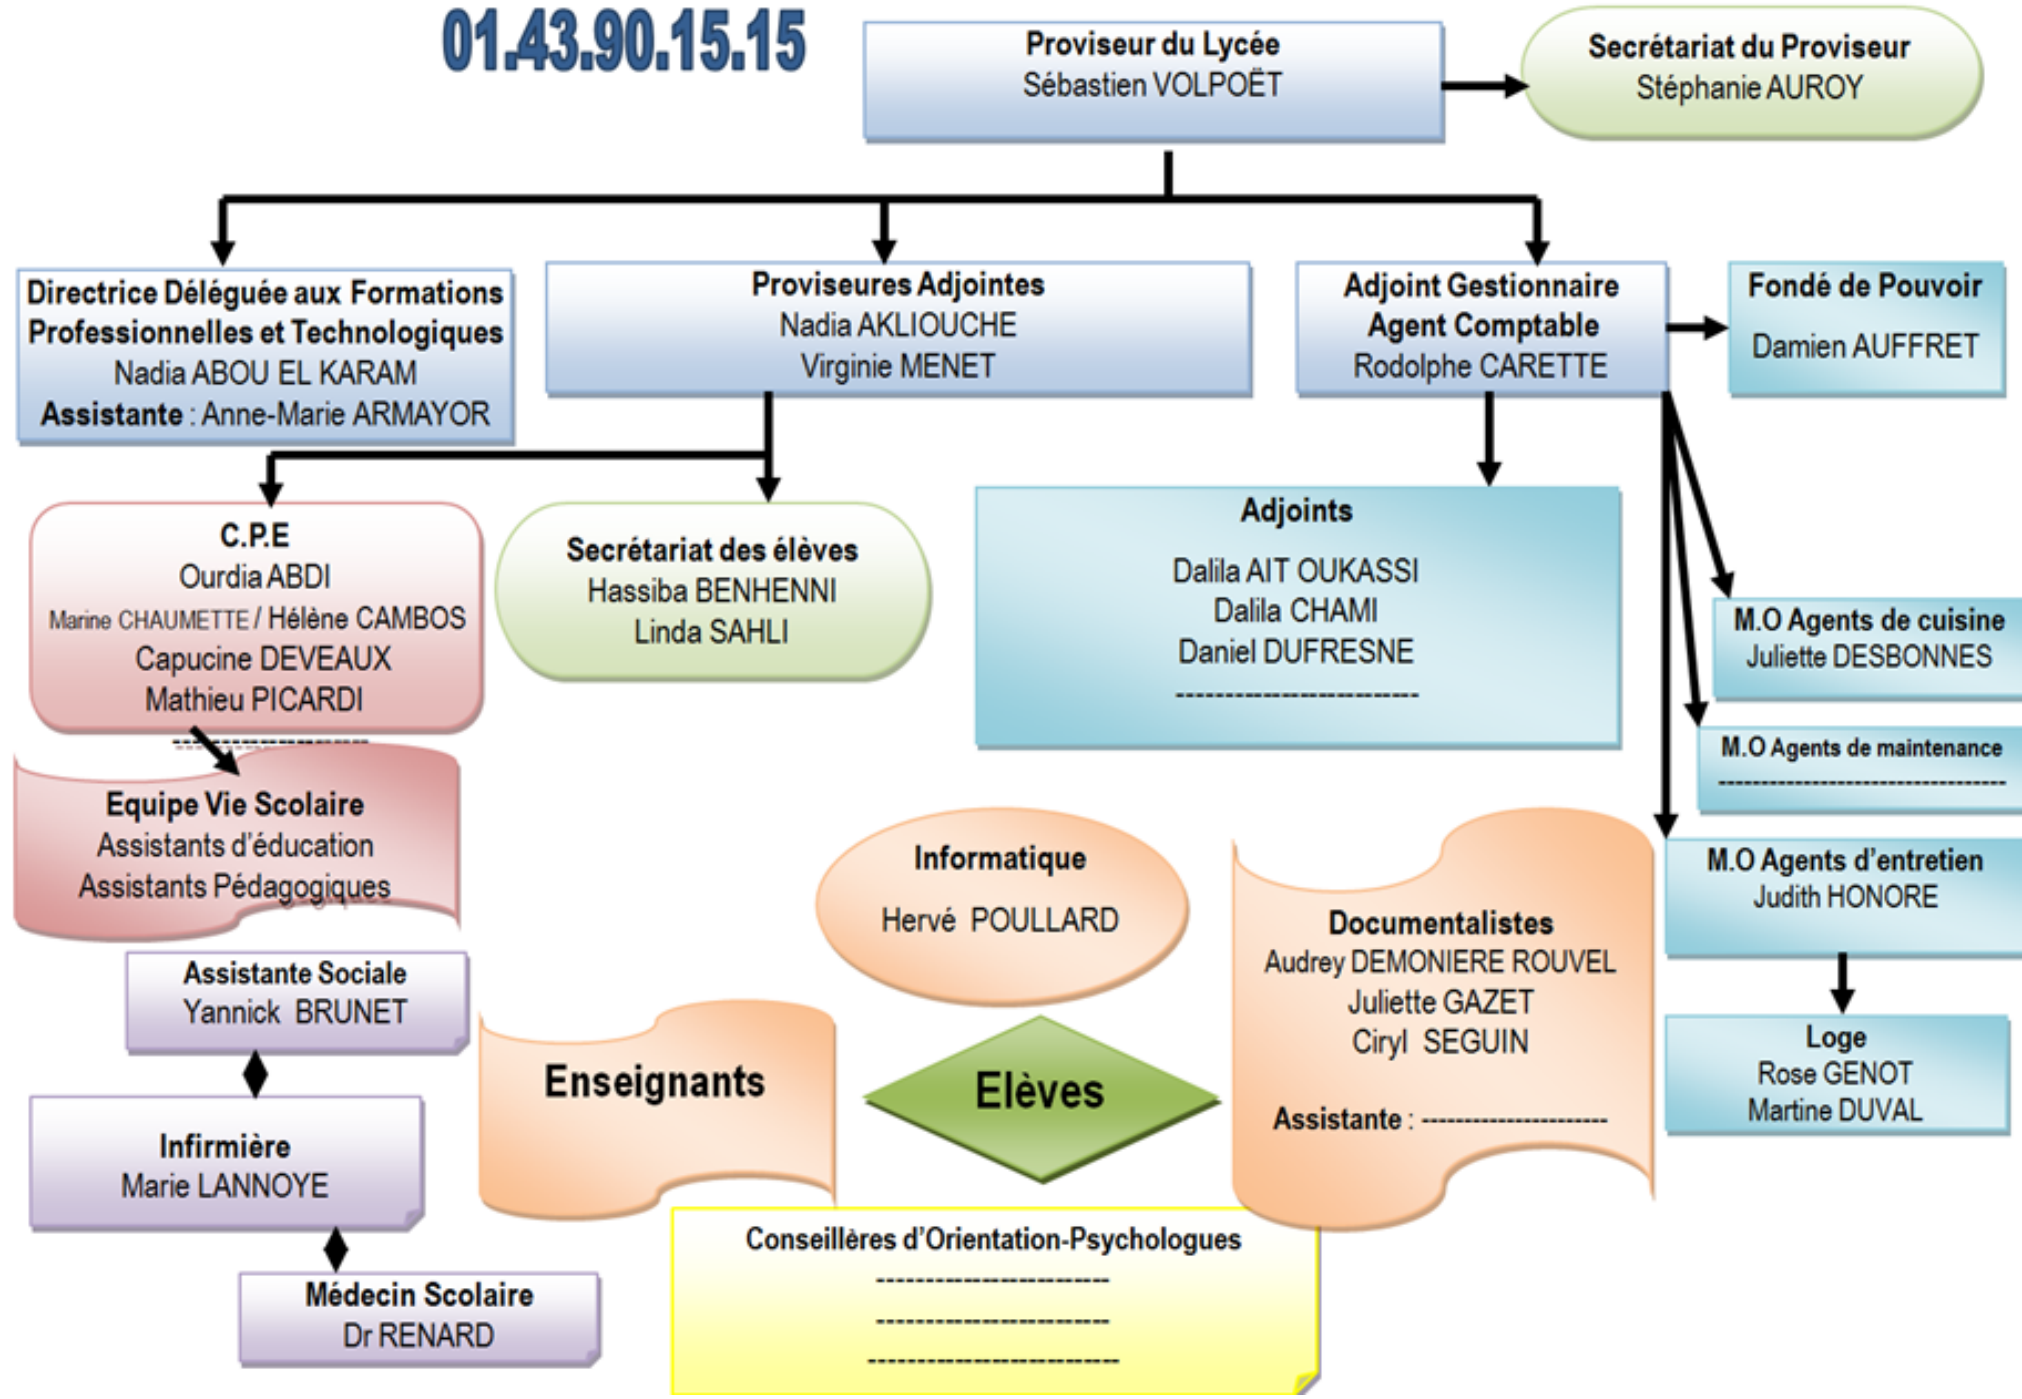 01.43.90.15.15
Proviseur du Lycée
Sébastien VOLPOËT
Secrétariat du Proviseur
Stéphanie AUROY
Directrice Déléguée aux Formations
Professionnelles et Technologiques
Nadia ABOU EL KARAM
Assistante : Anne-Marie ARMAYOR
Proviseures Adjointes
Nadia AKLIOUCHE
Virginie MENET
Adjoint Gestionnaire
Agent Comptable
Rodolphe CARETTE
Fondé de Pouvoir
Damien AUFFRET
C.P.E
Ourdia ABDI
Marine CHAUMETTE / Hélène CAMBOS
Capucine DEVEAUX
Mathieu PICARDI
--------------------
Secrétariat des élèves
Hassiba BENHENNI
Linda SAHLI
Adjoints
Dalila AIT OUKASSI
Dalila CHAMI
Daniel DUFRESNE
-------------------------
M.O Agents de cuisine
Juliette DESBONNES
M.O Agents de maintenance
----------------------------------
M.O Agents d'entretien
Judith HONORE
Loge
Rose GENOT
Martine DUVAL
Equipe Vie Scolaire
Assistants d'éducation
Assistants Pédagogiques
Informatique
Hervé POULLARD
Documentalistes
Audrey DEMONIERE ROUVEL
Juliette GAZET
Ciryl SEGUIN
Assistante : ----------------------
Assistante Sociale
Yannick BRUNET
Infirmière
Marie LANNOYE
Médecin Scolaire
Dr RENARD
Enseignants
Elèves
Conseillères d'Orientation-Psychologues
-------------------------
-------------------------
---------------------------